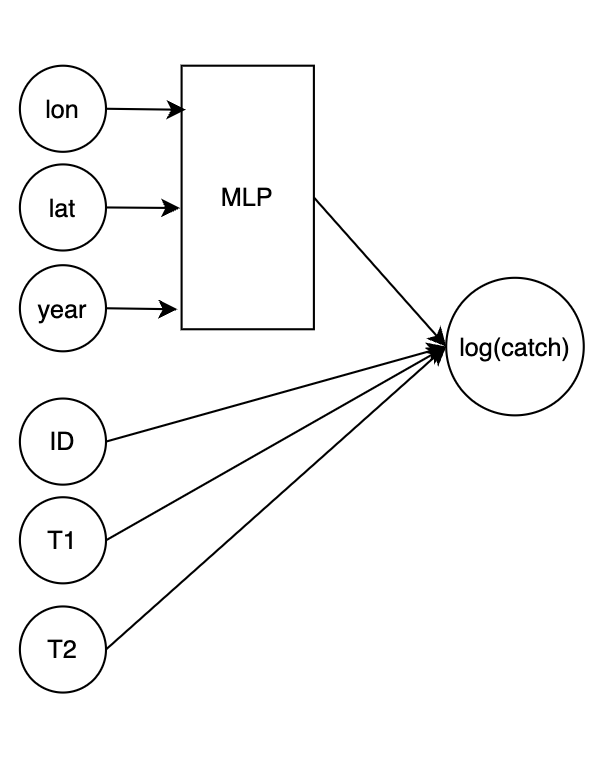 lon
lat
year
MLP
log(catch)
ID
T1
T2